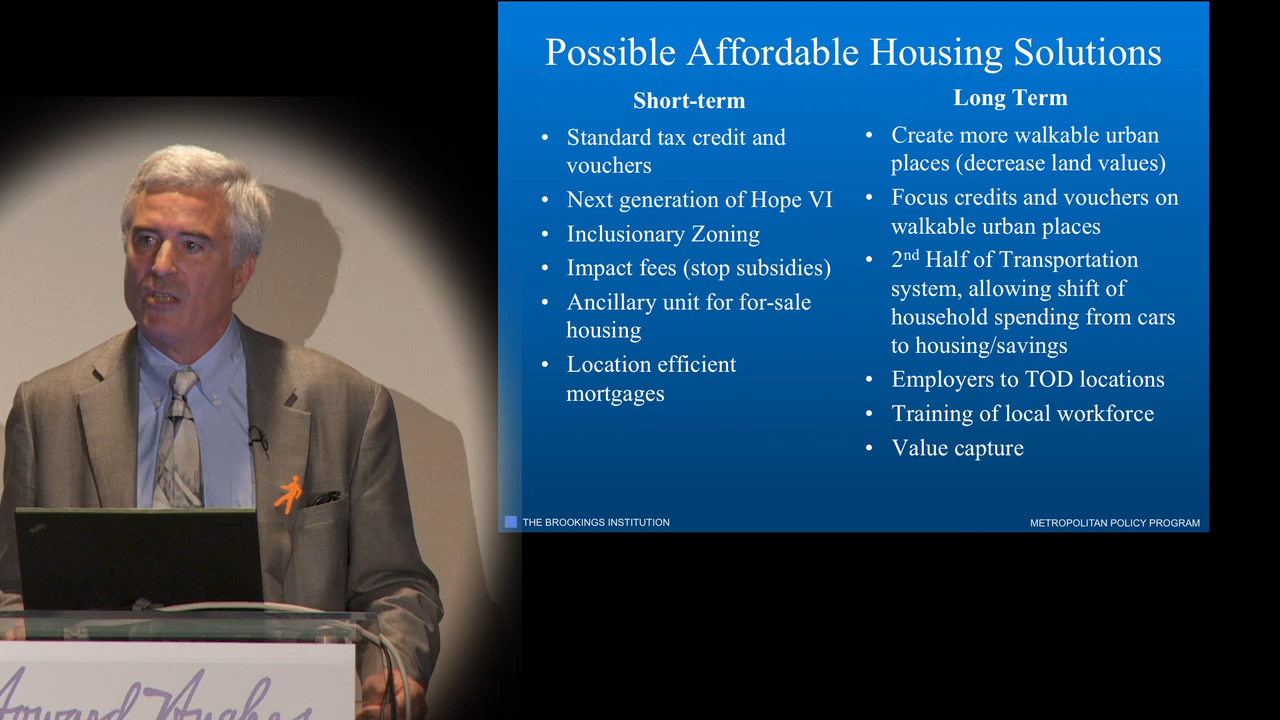 Possible Affordable Housing Solutions
Short-term
• Standard tax credit and
vouchers
• Next generation of Hope VI
• Inclusionary Zoning
• Impact fees (stop subsidies)
• Ancillary unit for for-sale
housing
• Location efficient
mortgages
Long Term
• Create more walkable urban
places (decrease land values)
• Focus credits and vouchers on
walkable urban places
• 2nd Half of Transportation
system, allowing shift of
household spending from cars
to housing/savings
• Employers to TOD locations
• Training of local workforce
• Value capture
THE BROOKINGS INSTITUTION
METROPOLITAN POLICY PROGRAM
Howard Hughes